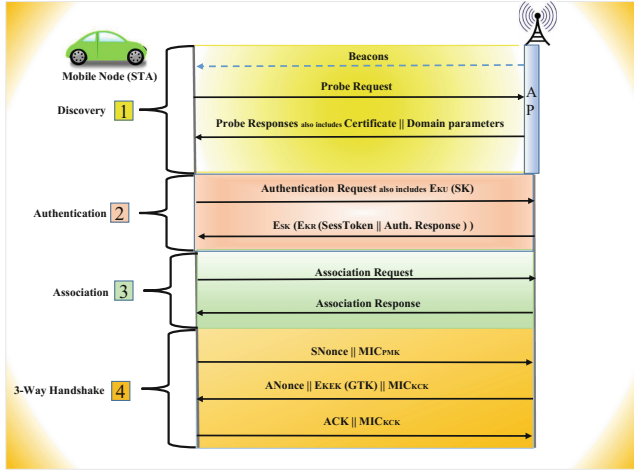 Beacons
Mobile Node (STA)
Probe Request
A
P
Discovery 1
Probe Responses also includes Certificate || Domain parameters
Authentication Request also includes EKU (SK)
Authentication 2
ESK (EKR (SessToken || Auth. Response ) )
Association Request
Association 3
Association Response
SNonce || MICPMK
3-Way Handshake 4
ANonce || EKEK (GTK) || MICKCK
ACK || MICKCK